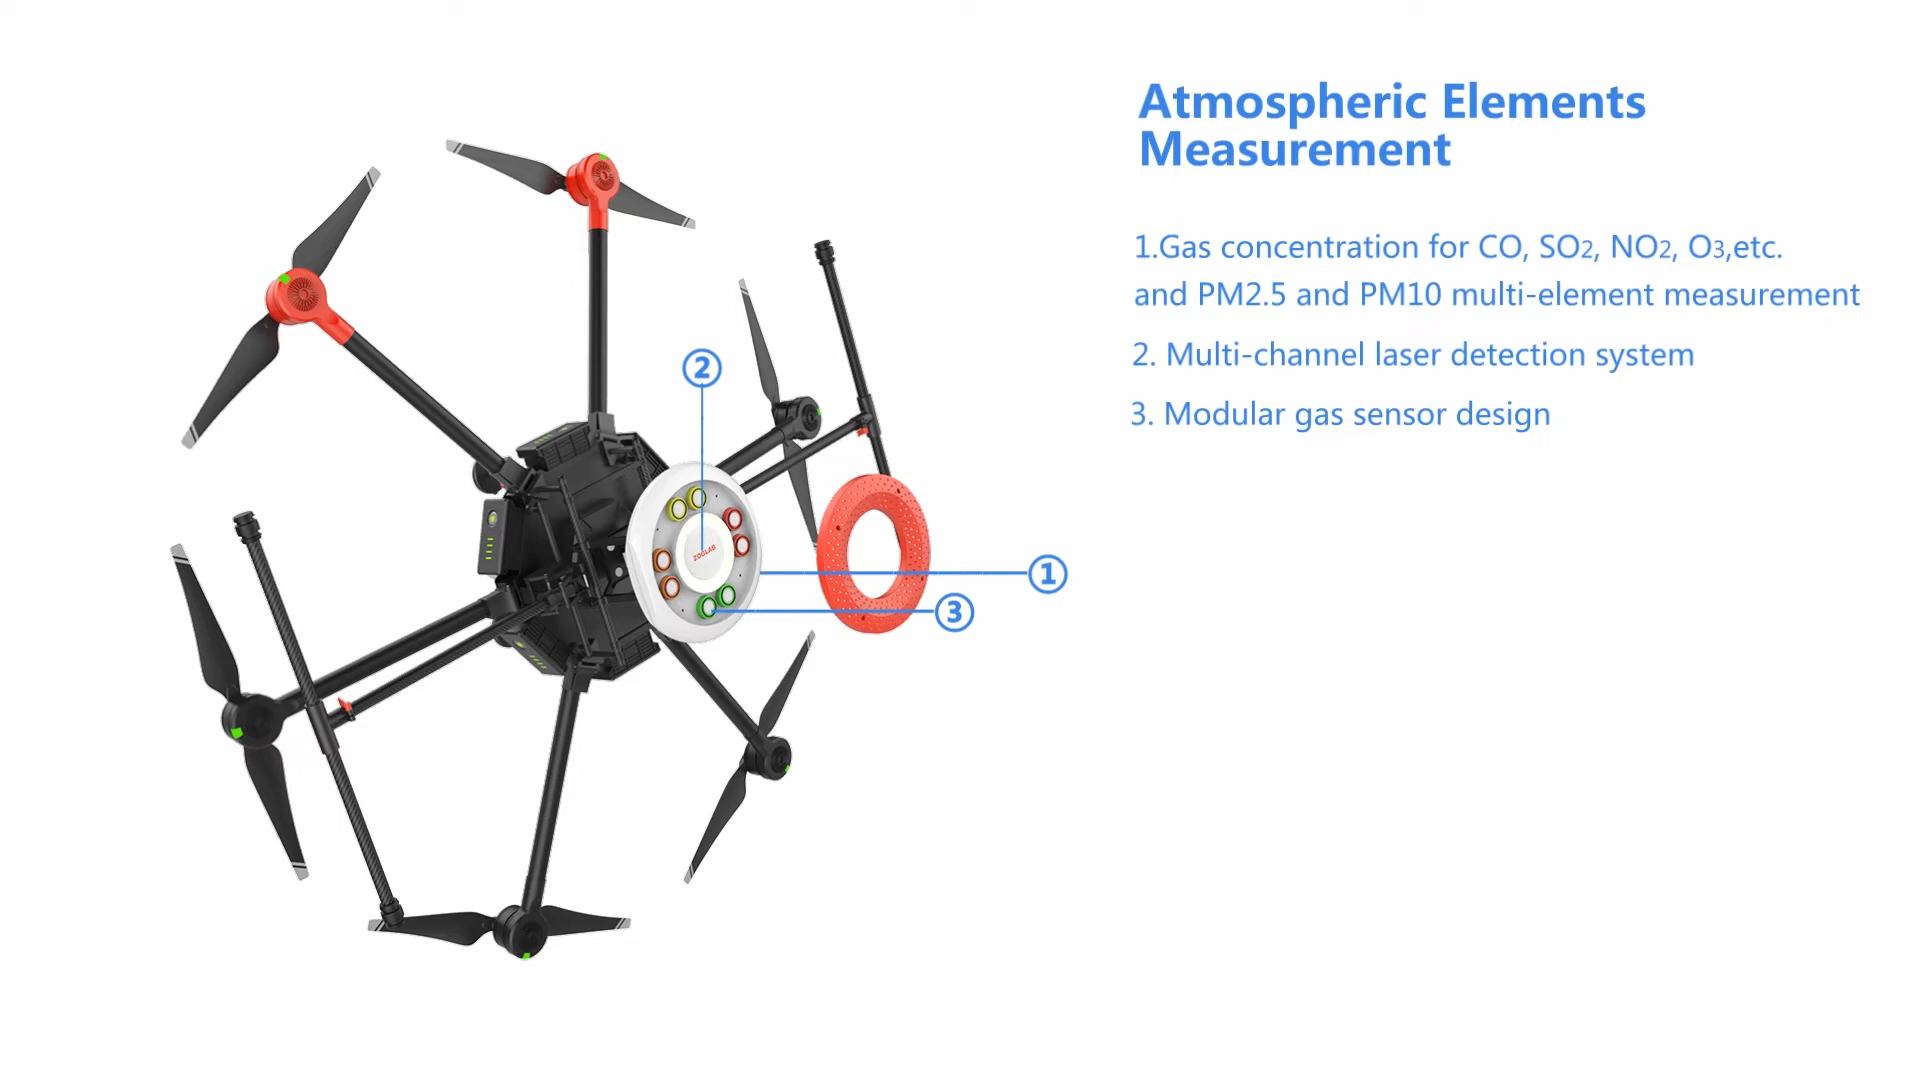 Atmospheric Elements
Measurement
1.Gas concentration for CO, SO2, NO2, O3,etc.
and PM2.5 and PM10 multi-element measurement
2. Multi-channel laser detection system
3. Modular gas sensor design
②
ZOGLAB
①
③